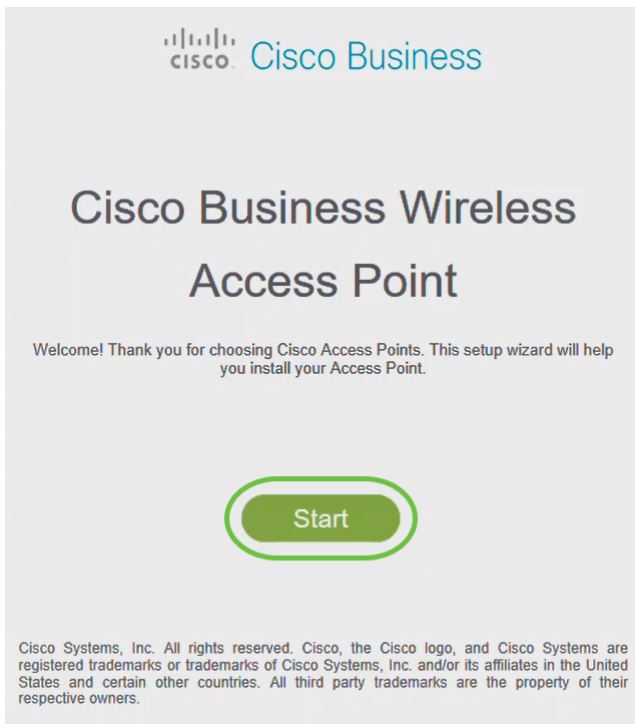 CISCO Cisco Business
Cisco Business Wireless
Access Point
Welcome! Thank you for choosing Cisco Access Points. This setup wizard will help
you install your Access Point.
Start
Cisco Systems, Inc. All rights reserved. Cisco, the Cisco logo, and Cisco Systems are
registered trademarks or trademarks of Cisco Systems, Inc. and/or its affiliates in the United
States and certain other countries. All third party trademarks are the property of their
respective owners.